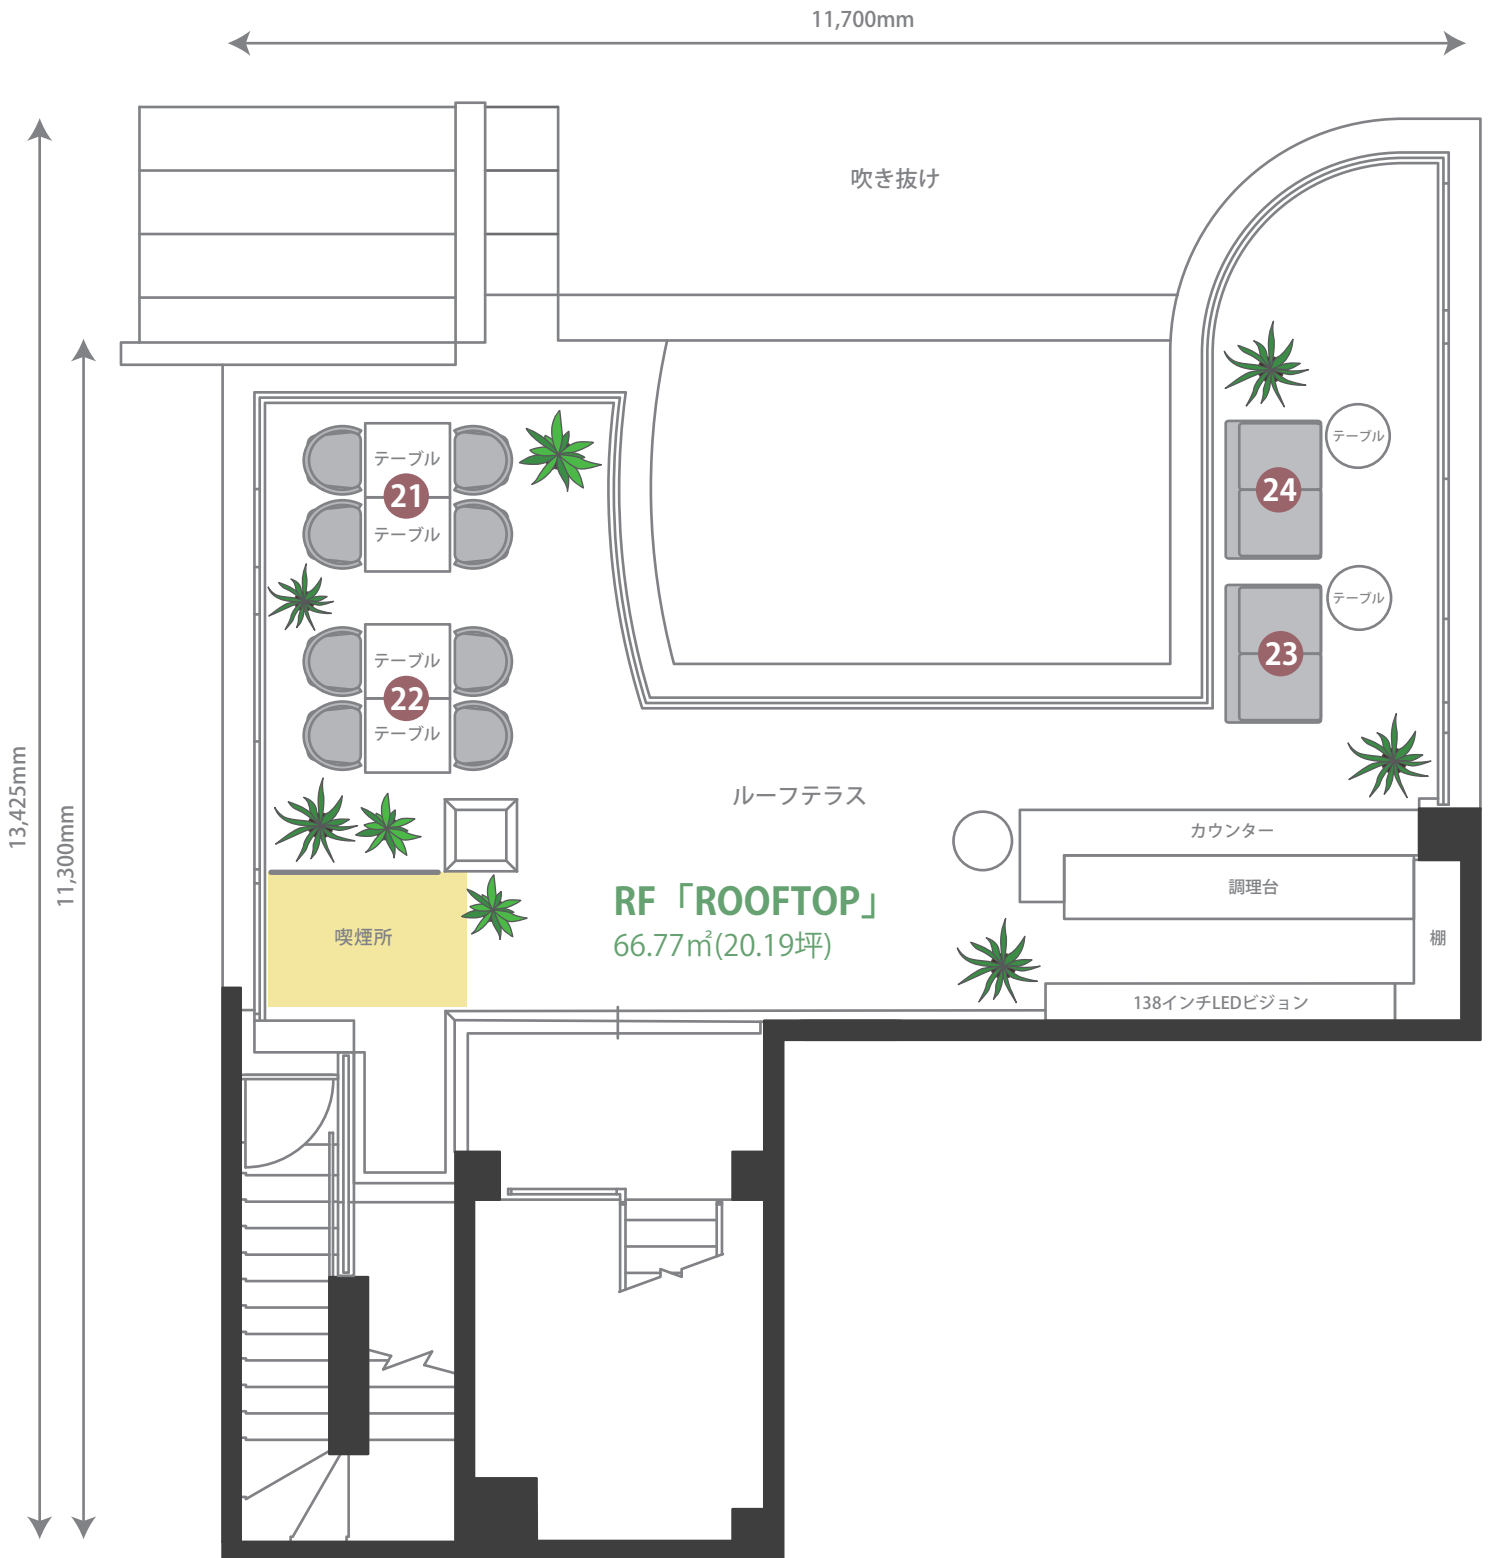 11,700mm
吹き抜け
13,425mm
11,300mm
テーブル
21
テーブル
テーブル
22
テーブル
テーブル
24
テーブル
23
ルーフテラス
カウンター
調理台
棚
138インチLEDビジョン
喫煙所
RF「ROOFTOP」
66.77㎡(20.19坪)